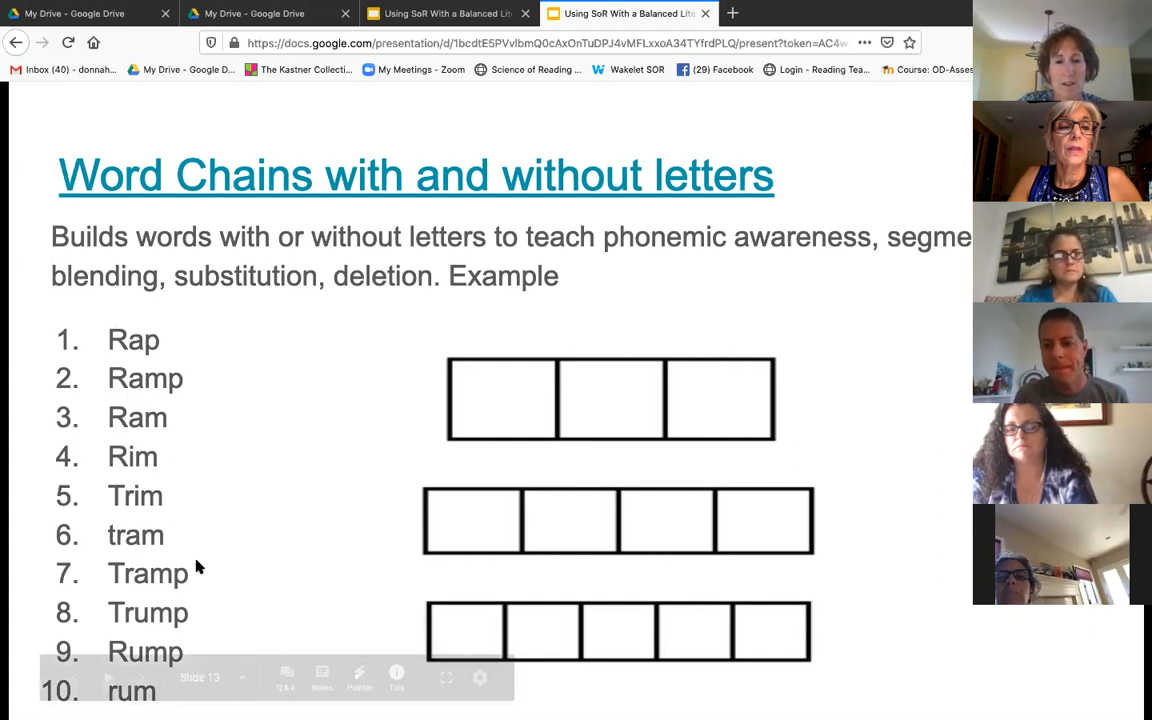 My Drive - Google Drive
My Drive - Google Drive
Using SoR With a Balanced Lite
Using SoR With a Balanced Lite
https://docs.google.com/presentation/d/1bcdtE5PVvlbmQ0cAxOnTuDPJ4vMFLxxoA34TYfrdPLQ/present?token=AC4w
Inbox (40) - donnah...
My Drive - Google D...
The Kastner Collecti...
My Meetings - Zoom
Science of Reading ...
Wakelet SOR
(29) Facebook
Login - Reading Tea...
Course: OD-Asses
Word Chains with and without letters
Builds words with or without letters to teach phonemic awareness, segme
blending, substitution, deletion. Example
1. Rap
2. Ramp
3. Ram
4. Rim
5. Trim
6. tram
7. Tramp
8. Trump
9. Rump
10. rum
Slide 13
Q & A
Notes
Pointer
Tips